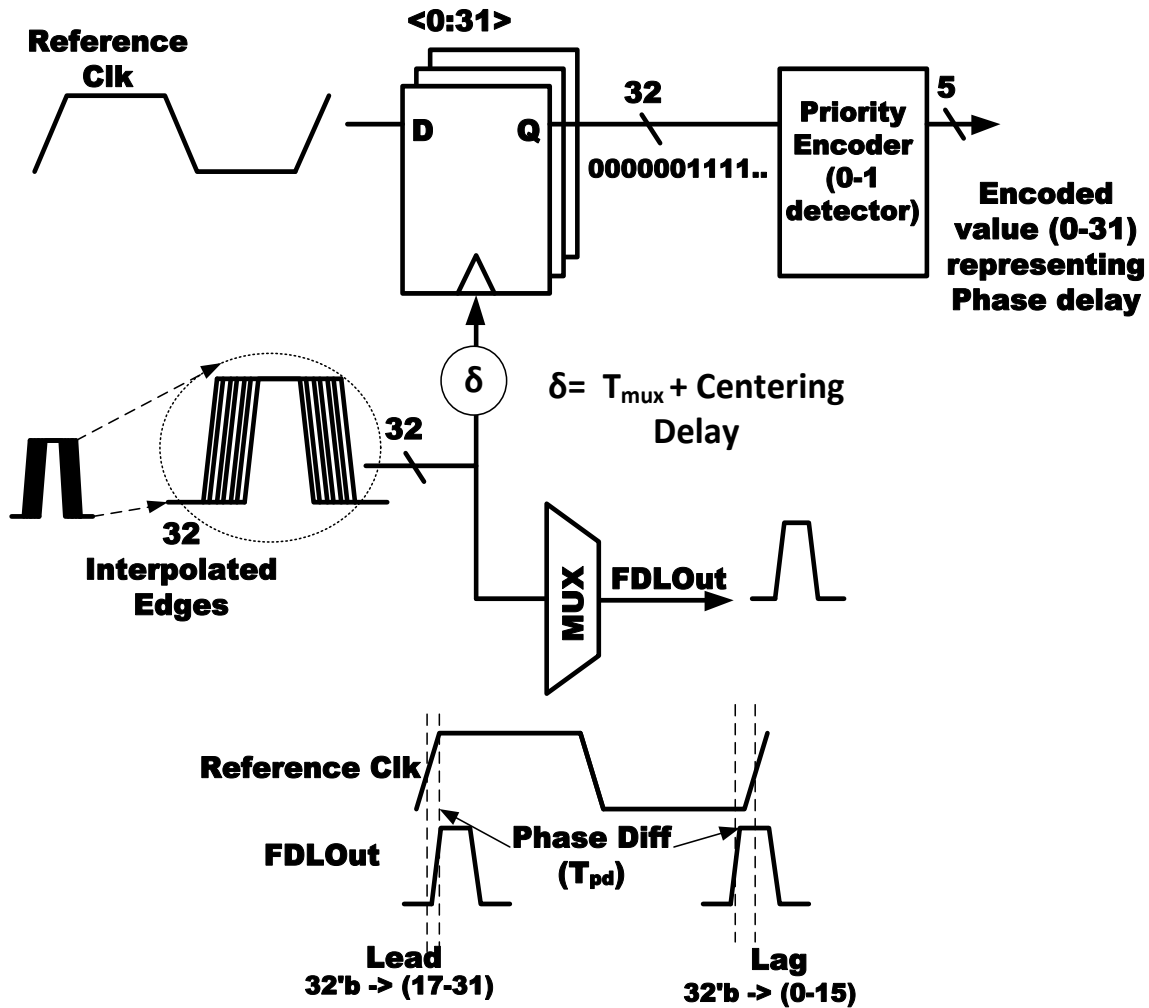 <0:31>
Reference
Clk
D
Q
32
0000001111..
Priority
Encoder
(0-1
detector)
5
Encoded
value (0-31)
representing
Phase delay
δ
δ= Tmux + Centering
Delay
32
32
Interpolated
Edges
MUX
FDLOut
Reference Clk
FDLOut
Phase Diff
(Tpd)
Lead
32'b -> (17-31)
Lag
32'b -> (0-15)